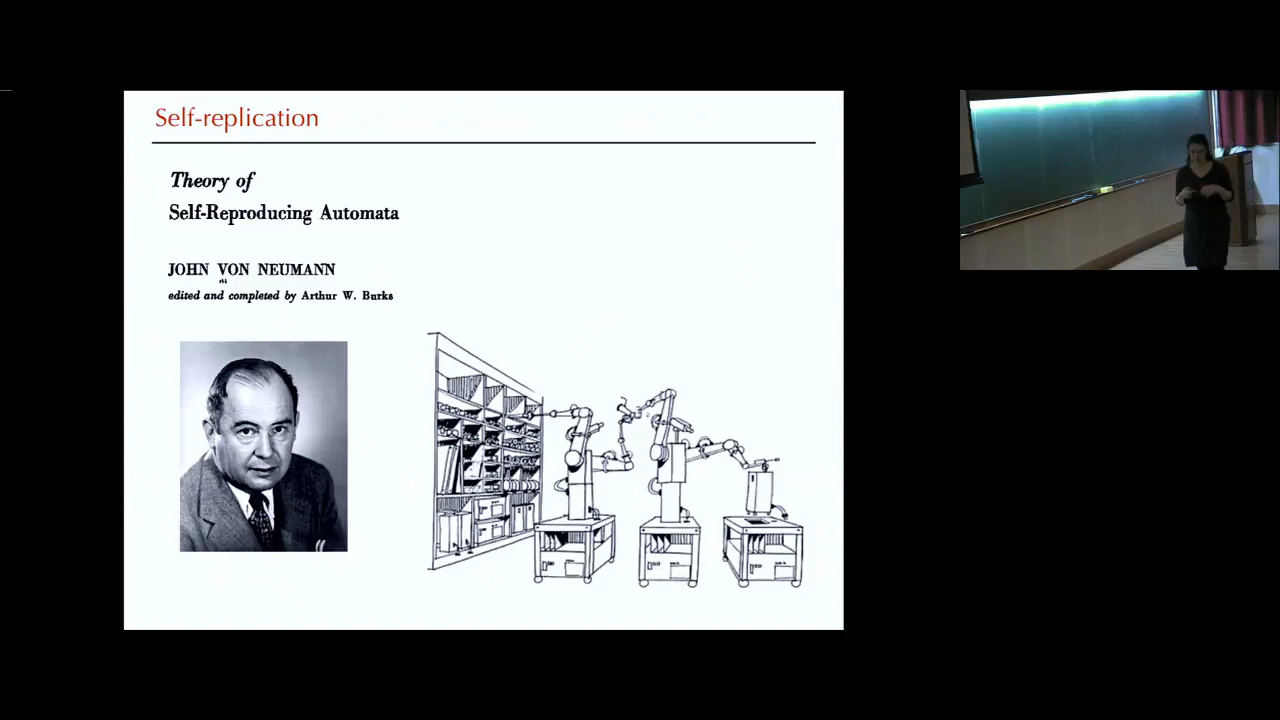 Self-replication
Theory of
Self-Reproducing Automata
JOHN VON NEUMANN
edited and completed by Arthur W. Burks